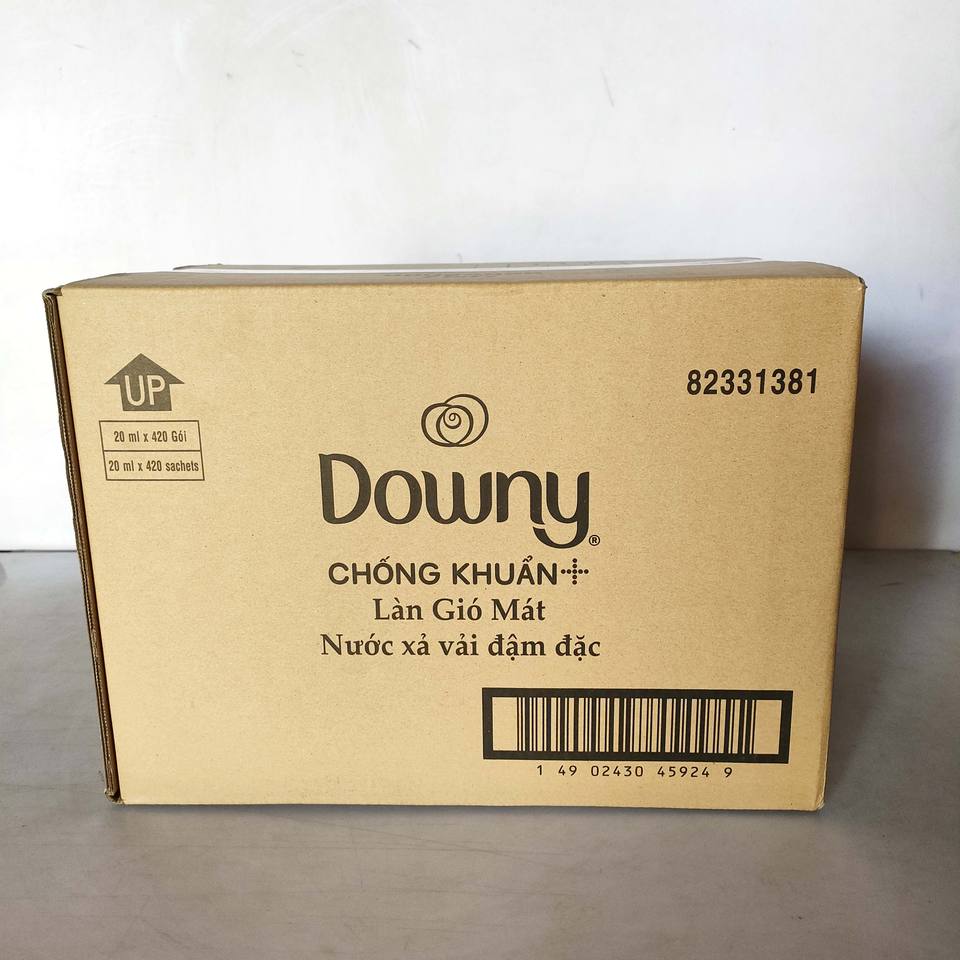 UP
20 ml x 420 Gói
20 ml x 420 sachets
82331381
Downy®
CHỐNG KHUẨN+
Làn Gió Mát
Nước xả vải đậm đặc
1 49 02430 45924 9